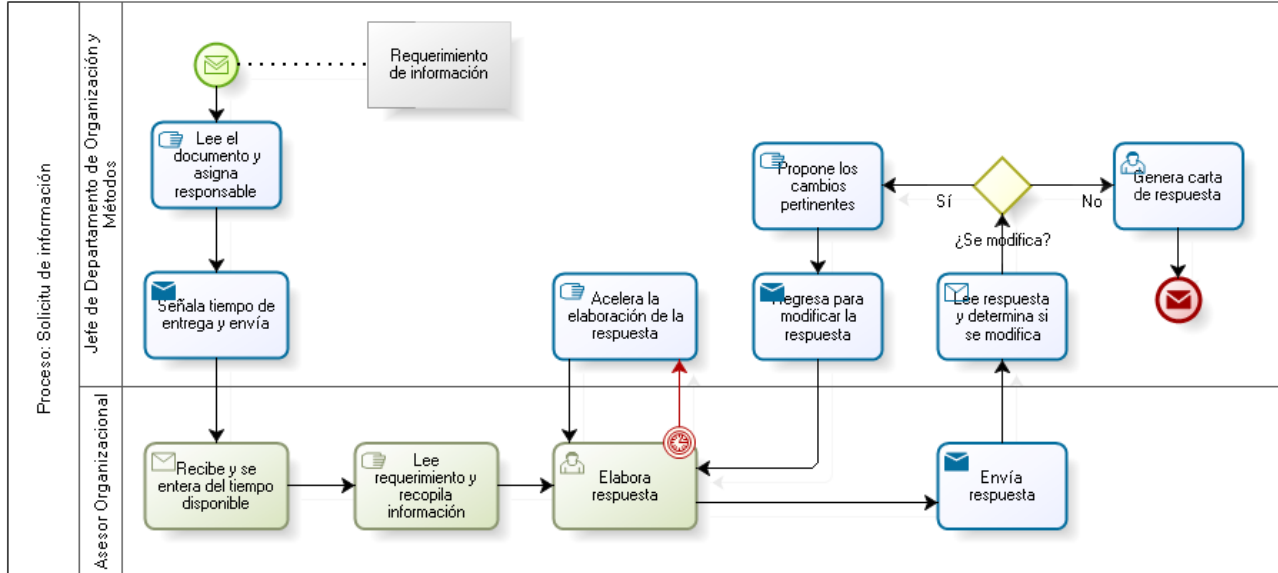 Proceso: Solicitu de información
Jefe de Departamento de Organización y
Métodos
Requerimiento
de información
Lee el
documento y
asigna
responsable
Señala tiempo de
entrega y envía
Acelera la
elaboración de la
respuesta
Propone los
cambios
pertinentes
Regresa para
modificar la
respuesta
Sí
No
¿Se modifica?
Lee respuesta
y determina si
se modifica
Genera carta
de respuesta
Asesor Organizacional
Recibe y se
entera del tiempo
disponible
Lee
requerimiento y
recopila
información
Elabora
respuesta
Envía
respuesta